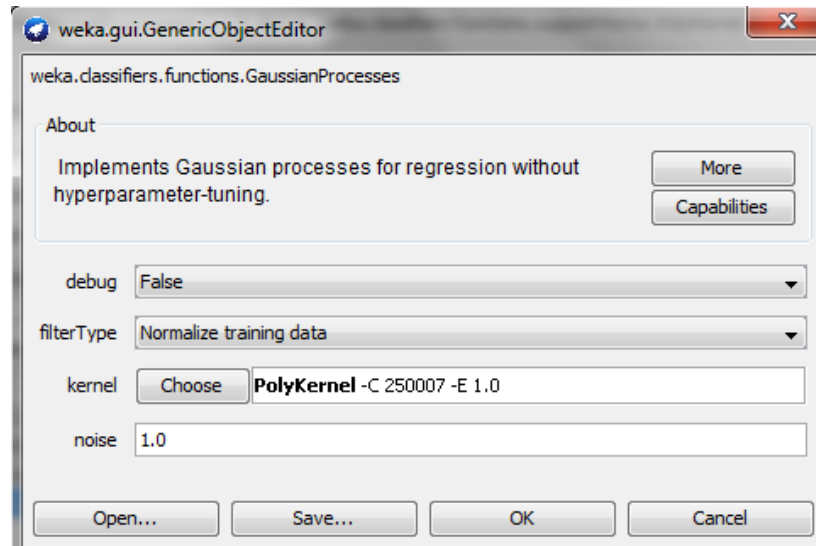 weka.gui.GenericObjectEditor
weka.classifiers.functions.GaussianProcesses
About
Implements Gaussian processes for regression without
hyperparameter-tuning.
More
Capabilities
debug False
filterType Normalize training data
kernel Choose PolyKernel -C 250007 -E 1.0
noise 1.0
Open... Save... OK Cancel